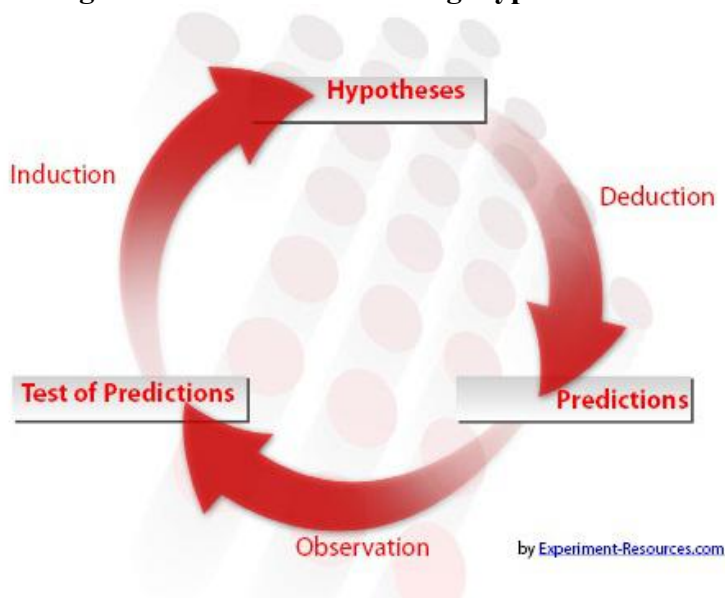 Hypotheses
Induction
Deduction
Test of Predictions
Predictions
Observation
by Experiment-Resources.com